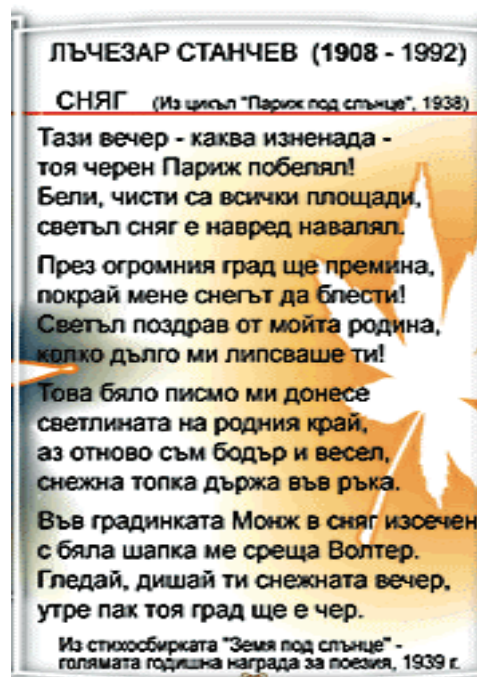 ЛЪЧЕЗАР СТАНЧЕВ (1908 - 1992)
СНЯГ (Из цикъл "Париж под слънце", 1938)
Тази вечер - каква изненада -
тоя черен Париж побелял!
Бели, чисти са всички площади,
светъл сняг е навред навалял.
През огромния град ще премина,
покрай мене снегът да блести!
Светъл поздрав от мойта родина,
колко дълго ми липсваше ти!
Това бяло писмо ми донесе
светлината на родния край,
аз отново съм бодър и весел,
снежна топка държа във ръка.
Във градинката Монж в сняг изсечен
с бяла шапка ме среща Волтер.
Гледай, дишай ти снежната вечер,
утре пак тоя град ще е чер.
Из стихосбирката "Земя под слънце" -
голямата годишна награда за поезия, 1939 г.